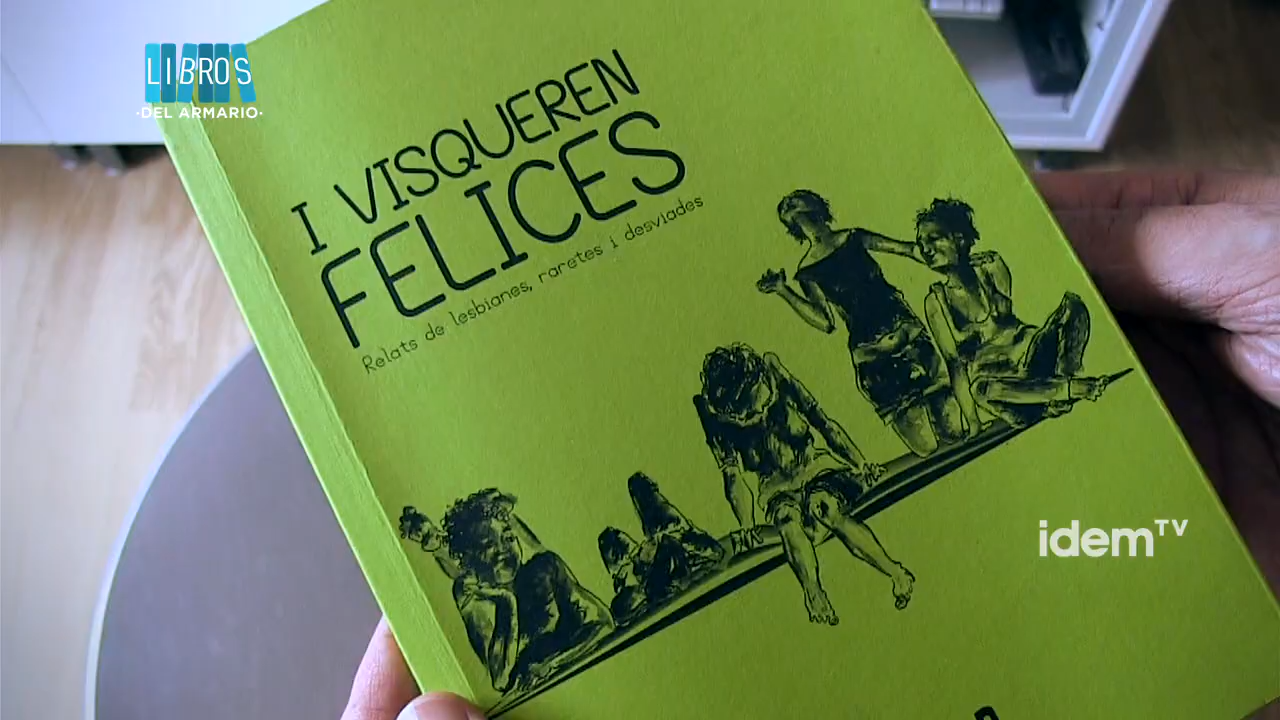 LIBROS
·DEL ARMARIO·
I VISQUEREN
FELICES
Relats de lesbianes, raretes i desviades
idemTV